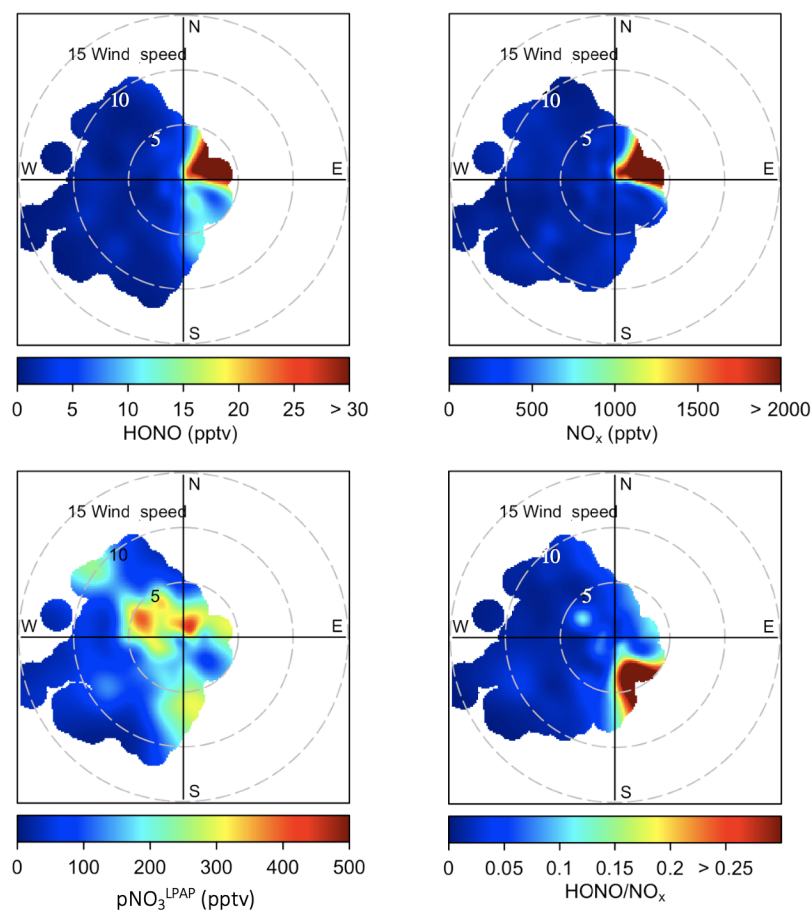 N
15 Wind speed
10
5
W
E
S
0 5 10 15 20 25 > 30
HONO (pptv)
N
15 Wind speed
10
5
W
E
S
0 500 1000 1500 > 2000
NOₓ (pptv)
N
15 Wind speed
10
5
W
E
S
0 100 200 300 400 500
pNO₃ᴸᴾᴬᴾ (pptv)
N
15 Wind speed
10
5
W
E
S
0 0.05 0.1 0.15 0.2 > 0.25
HONO/NOₓ